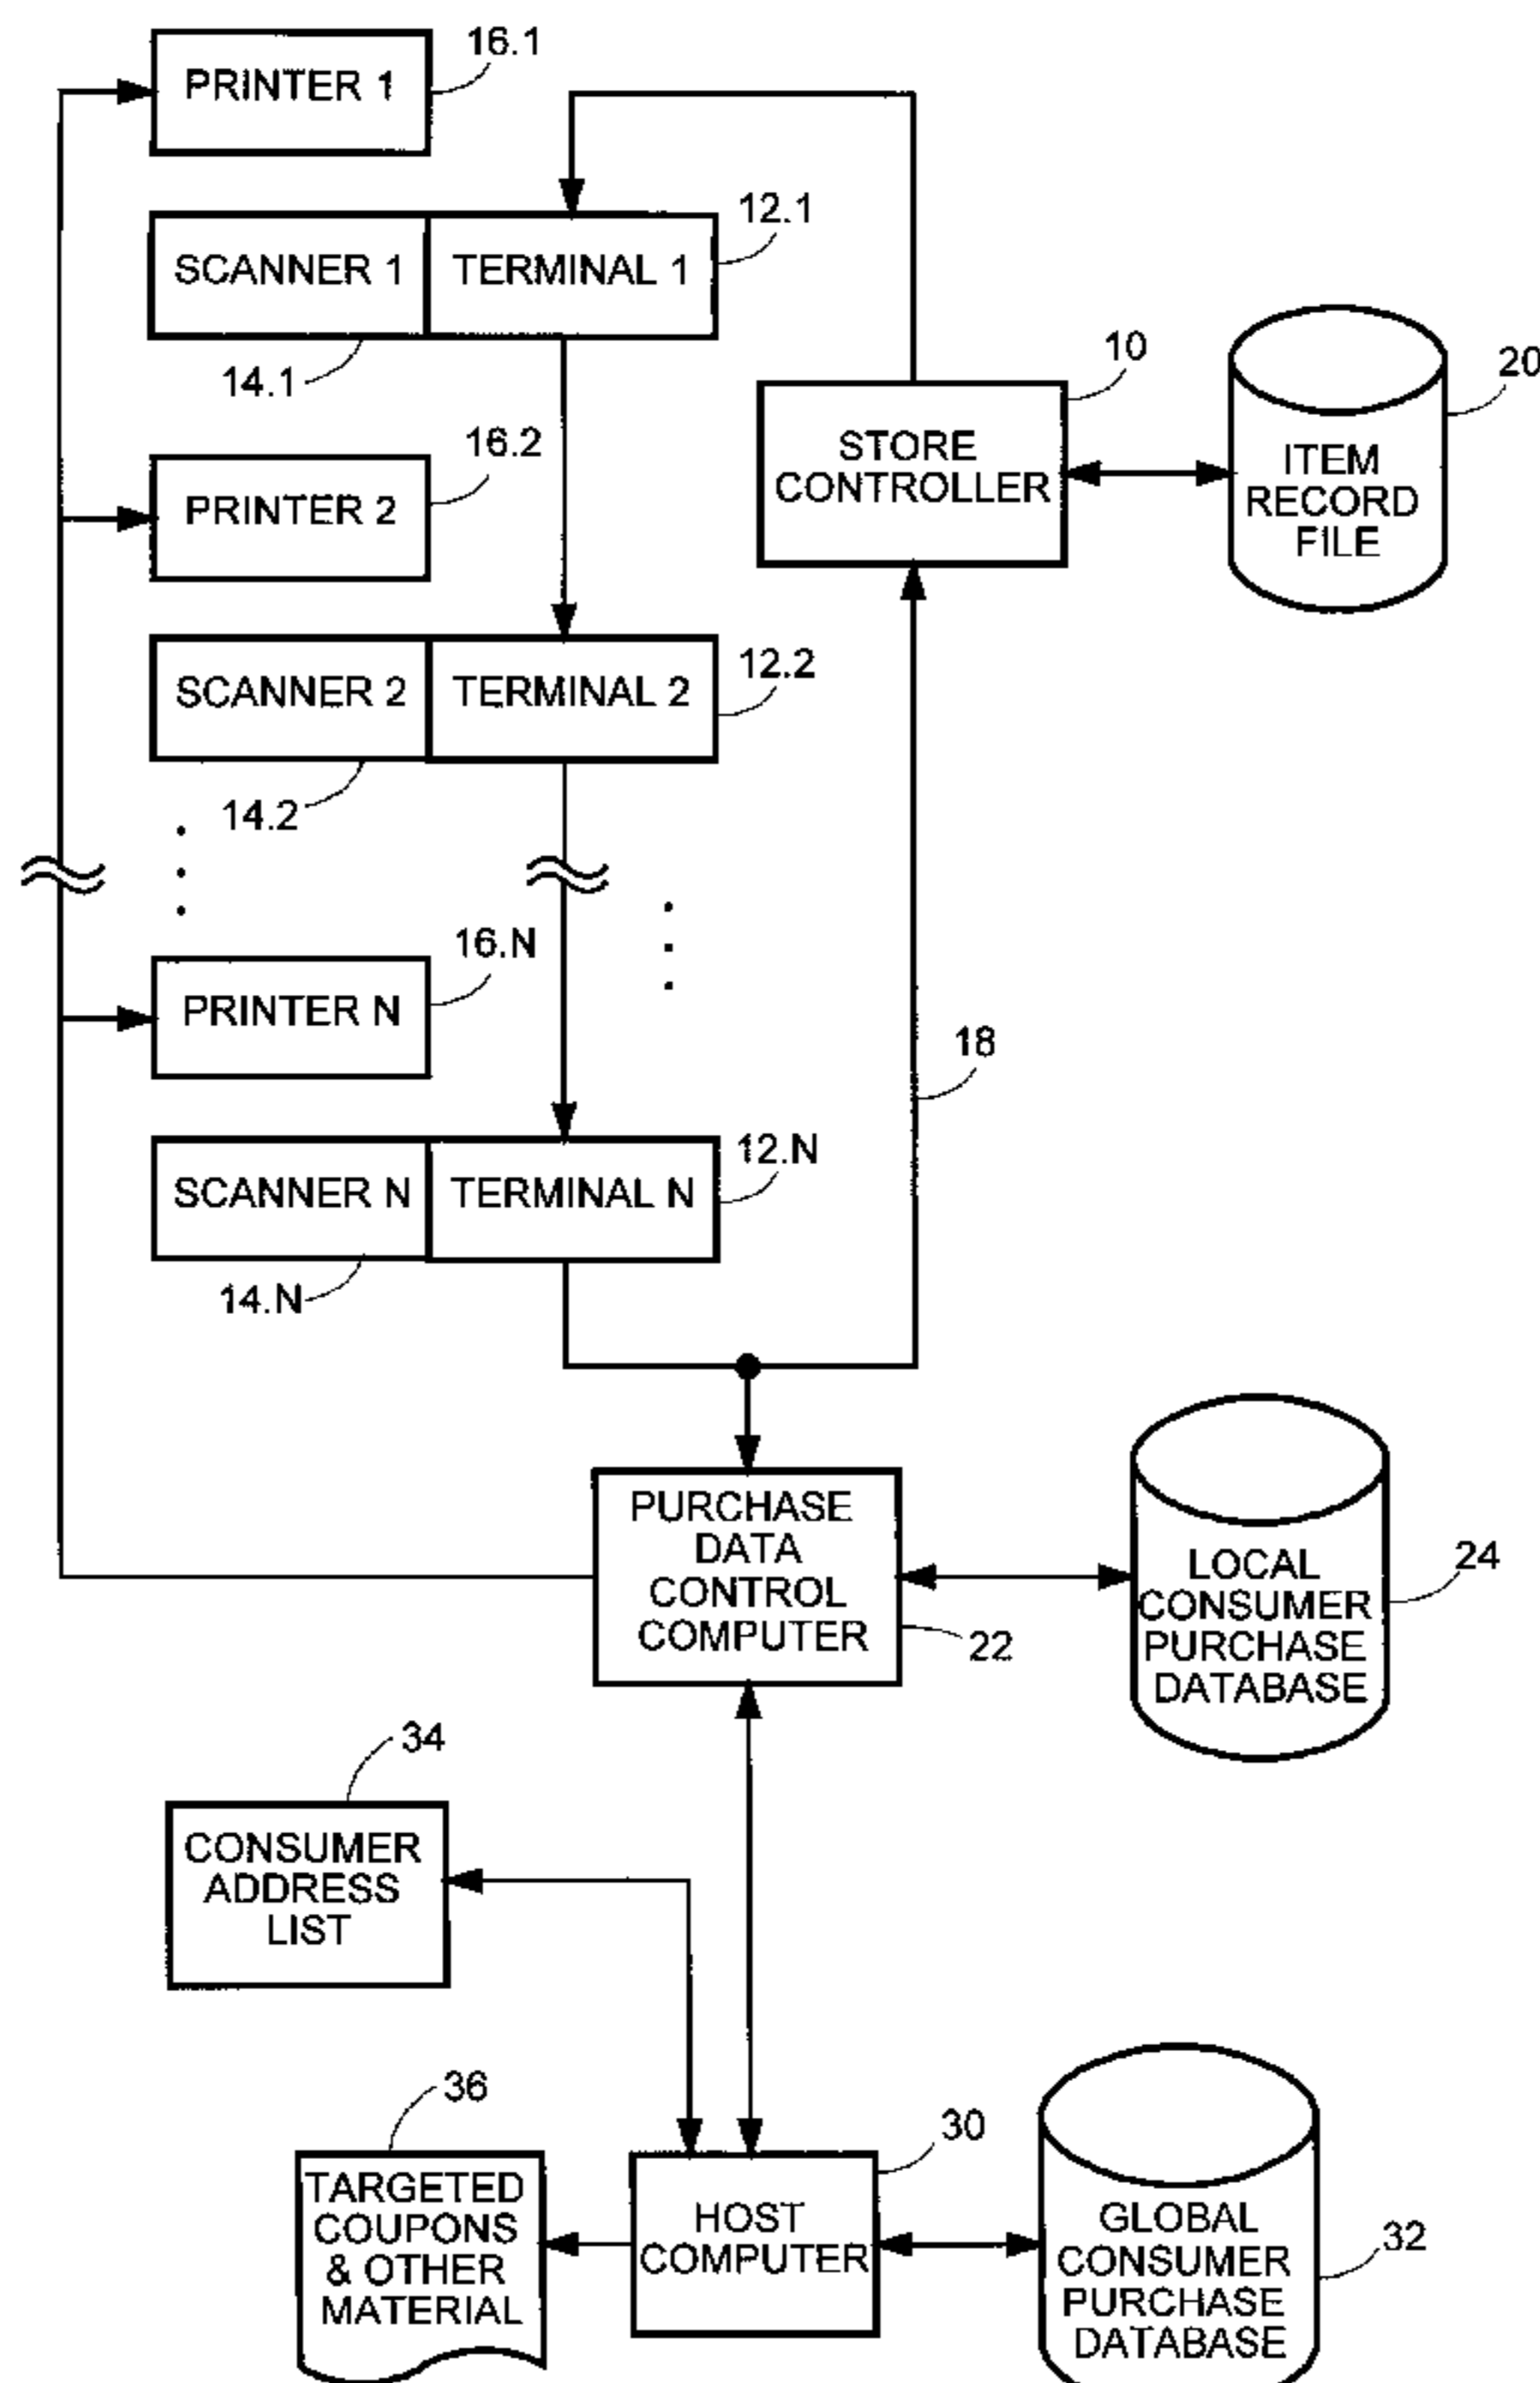 16.1
PRINTER 1
12.1
SCANNER 1 TERMINAL 1
14.1
10
20
STORE
CONTROLLER
ITEM
RECORD
FILE
16.2
PRINTER 2
12.2
SCANNER 2 TERMINAL 2
14.2
16.N
PRINTER N
18
12.N
SCANNER N TERMINAL N
14.N
PURCHASE
DATA
CONTROL
COMPUTER
22
LOCAL
CONSUMER
PURCHASE
DATABASE
24
34
CONSUMER
ADDRESS
LIST
36
TARGETED
COUPONS
& OTHER
MATERIAL
30
HOST
COMPUTER
GLOBAL
CONSUMER
PURCHASE
DATABASE
32